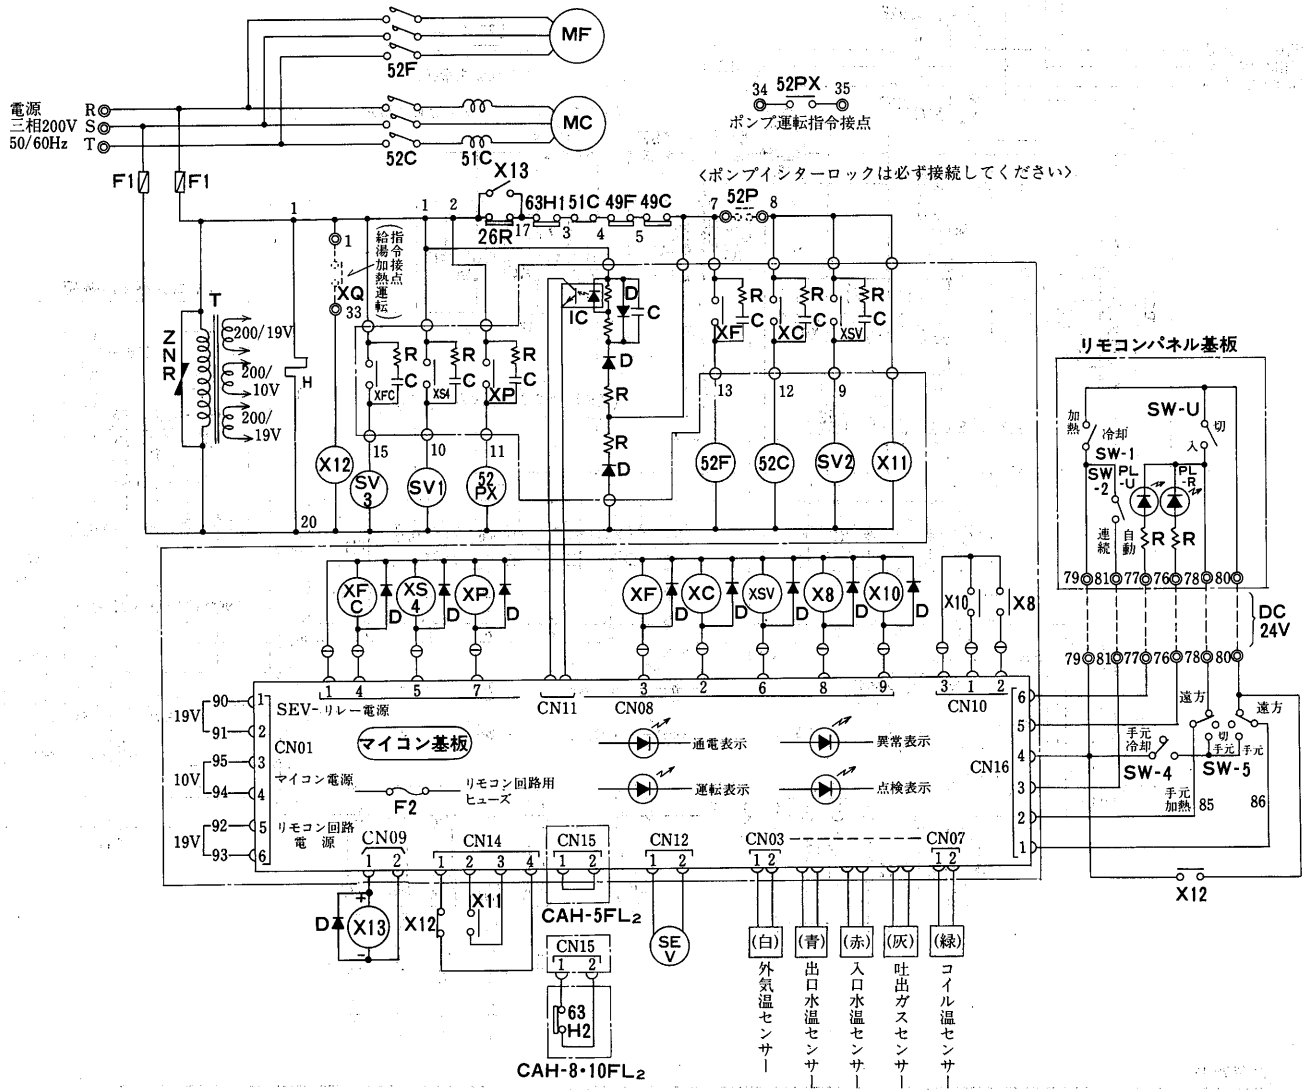 MF
52F
電源
三相200V
50/60Hz
R
S
T
MC
52C
51C
34 52PX 35
ポンプ運転指令接点
F1
F1
X13
<ポンプインターロックは必ず接続してください>
1
1 2
26R
17
63H1 51C 49F 49C
3 4 5
7 52P 8
1
(指令接点
給湯加熱運転)
XQ
33
ZNR
T
200/19V
200/
10V
200/
19V
H
20
IC
D
C
D
R
R
D
R
C
XFC
R
C
XS4
R
C
XP
R
C
XF
R
C
XC
R
C
XSV
15
10
11
13
12
9
X12
SV
3
SV1
52
PX
52F
52C
SV2
X11
リモコンパネル基板
加熱
冷却
SW-1
SW-U
切
入
SW
-2
PL
-U
PL
-R
連続
自動
R
R
79 81 77 76 78 80
DC
24V
79 81 77 76 78 80
XF
C
D
XS
4
D
XP
D
XF
D
XC
D
XSV
D
X8
D
X10
D
X10
X8
1 4 5 7
CN11
3 2 6 8 9
CN08
3 1 2
CN10
90
91
19V
95
94
10V
92
93
19V
1
2
3
4
5
6
SEV-リレー電源
CN01
マイコン電源
リモコン回路
電源
マイコン基板
F2
リモコン回路用
ヒューズ
通電表示
異常表示
運転表示
点検表示
CN16
6
5
4
3
2
1
遠方
遠方
手元
冷却
SW-4
切
手元
手元
SW-5
手元
加熱
85
86
X12
CN09
1 2
CN14
1 2 3 4
CN15
1 2
CN12
1 2
CN03
1 2
CN07
1 2
D
+
X13
-
X12
X11
CAH-5FL2
CN15
1 2
63
H2
CAH-8・10FL2
SE
V
(白)
(青)
(赤)
(灰)
(緑)
外気温センサー
出口水温センサー
入口水温センサー
吐出ガスセンサー
コイル温センサー